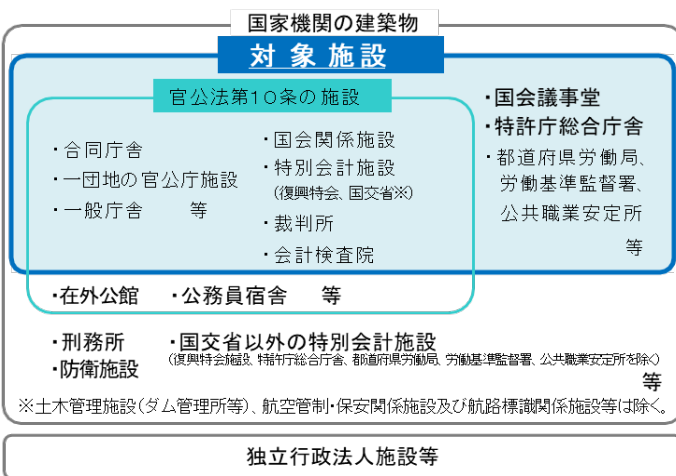 国家機関の建築物
対象施設
官公法第10条の施設
・合同庁舎
・一団地の官公庁施設
・一般庁舎　　等
・国会関係施設
・特別会計施設
(復興特会、国交省※)
・裁判所
・会計検査院
・国会議事堂
・特許庁総合庁舎
・都道府県労働局、
労働基準監督署、
公共職業安定所
等
・在外公館　・公務員宿舎　等
・刑務所　・国交省以外の特別会計施設
(復興特会施設、特許庁総合庁舎、都道府県労働局、労働基準監督署、公共職業安定所を除く)
・防衛施設
等
※土木管理施設(ダム管理所等)、航空管制・保安関係施設及び航路標識関係施設等は除く。
独立行政法人施設等